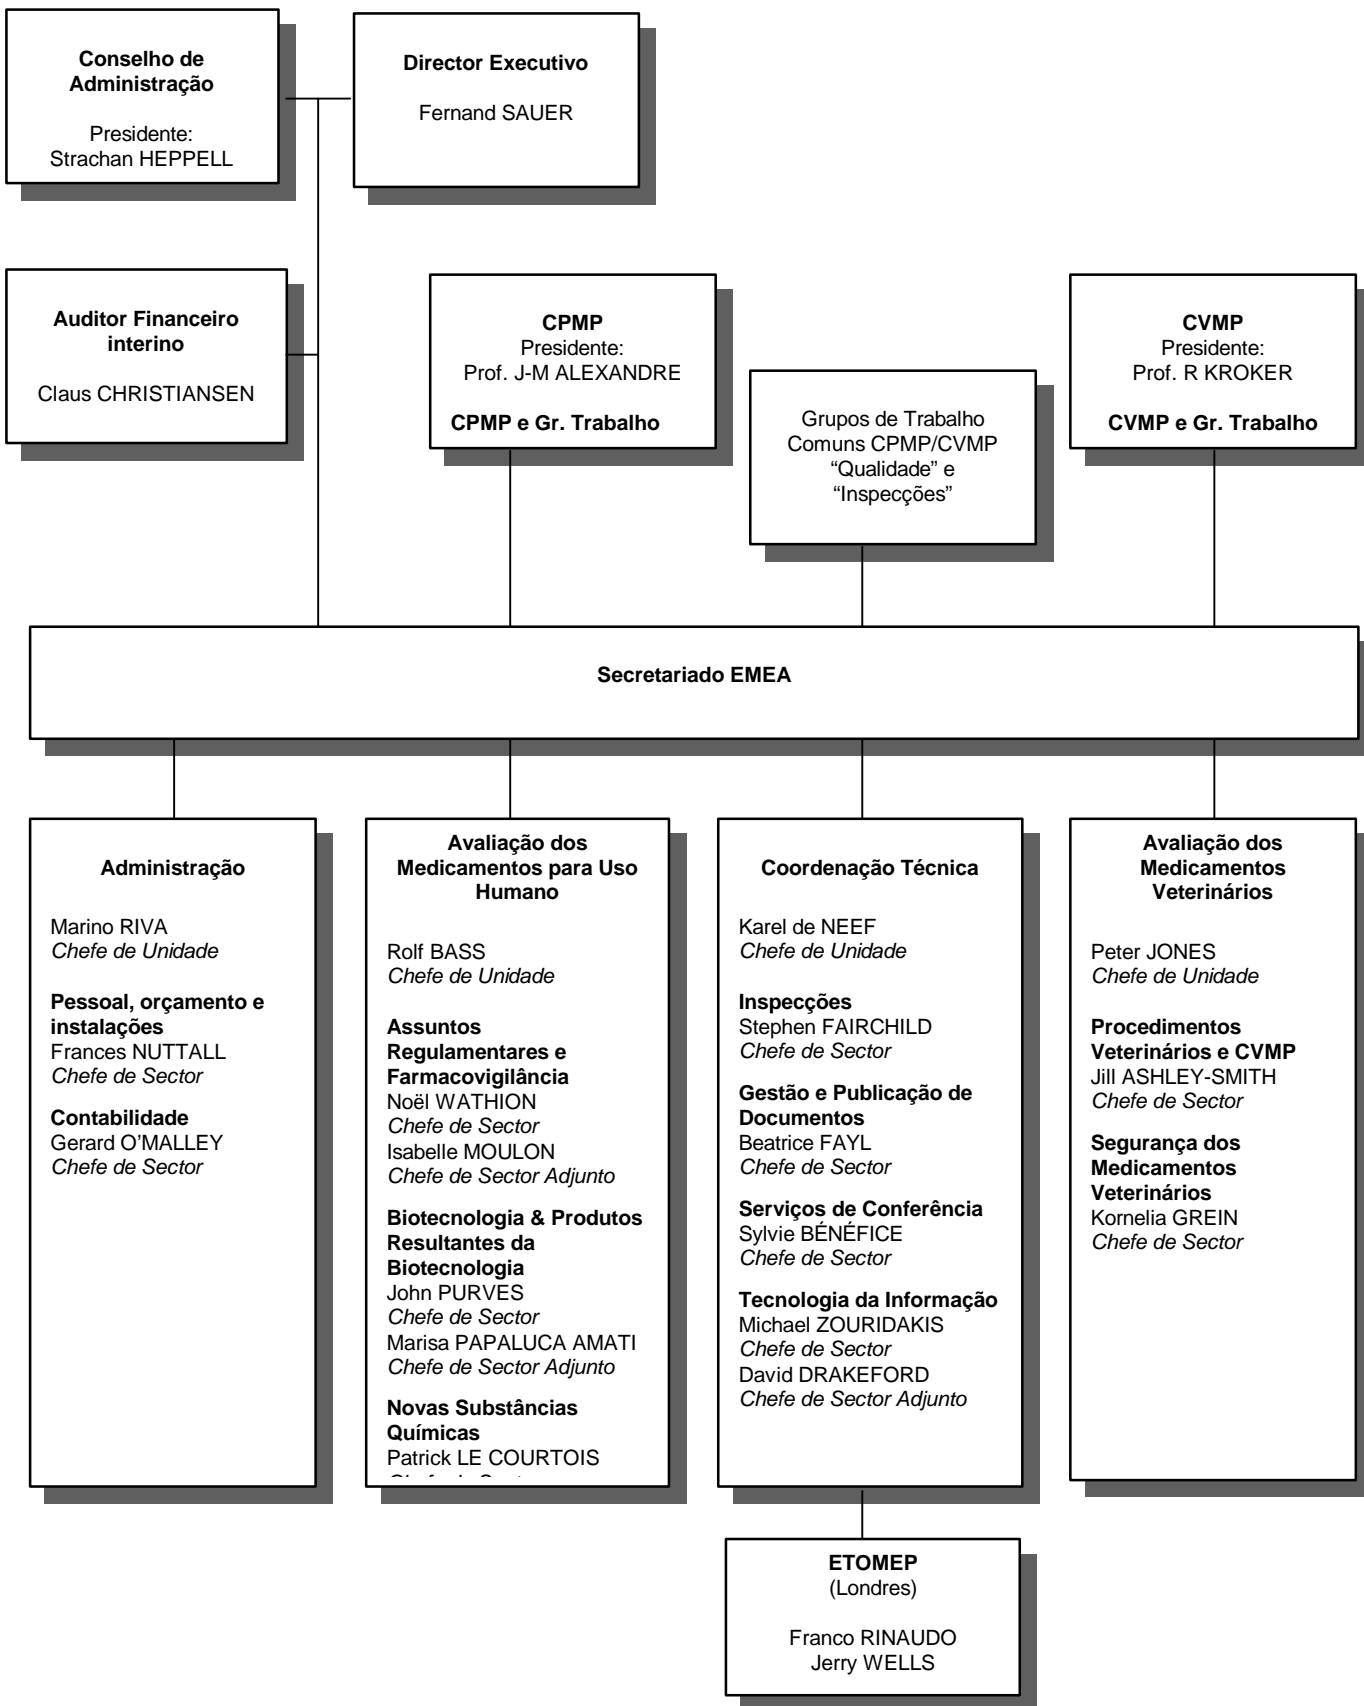 Conselho de
Administração
Presidente:
Strachan HEPPELL
Director Executivo
Fernand SAUER
Auditor Financeiro
interino
Claus CHRISTIANSEN
CPMP
Presidente:
Prof. J-M ALEXANDRE
CPMP e Gr. Trabalho
Grupos de Trabalho
Comuns CPMP/CVMP
“Qualidade” e
“Inspecções”
CVMP
Presidente:
Prof. R KROKER
CVMP e Gr. Trabalho
Secretariado EMEA
Administração
Marino RIVA
Chefe de Unidade
Pessoal, orçamento e
instalações
Frances NUTTALL
Chefe de Sector
Contabilidade
Gerard O’MALLEY
Chefe de Sector
Avaliação dos
Medicamentos para Uso
Humano
Rolf BASS
Chefe de Unidade
Assuntos
Regulamentares e
Farmacovigilância
Noël WATHION
Chefe de Sector
Isabelle MOULON
Chefe de Sector Adjunto
Biotecnologia & Produtos
Resultantes da
Biotecnologia
John PURVES
Chefe de Sector
Marisa PAPALUCA AMATI
Chefe de Sector Adjunto
Novas Substâncias
Químicas
Patrick LE COURTOIS
Coordenação Técnica
Karel de NEEF
Chefe de Unidade
Inspecções
Stephen FAIRCHILD
Chefe de Sector
Gestão e Publicação de
Documentos
Beatrice FAYL
Chefe de Sector
Serviços de Conferência
Sylvie BÉNÉFICE
Chefe de Sector
Tecnologia da Informação
Michael ZOURIDAKIS
Chefe de Sector
David DRAKEFORD
Chefe de Sector Adjunto
Avaliação dos
Medicamentos
Veterinários
Peter JONES
Chefe de Unidade
Procedimentos
Veterinários e CVMP
Jill ASHLEY-SMITH
Chefe de Sector
Segurança dos
Medicamentos
Veterinários
Kornelia GREIN
Chefe de Sector
ETOMEP
(Londres)
Franco RINAUDO
Jerry WELLS